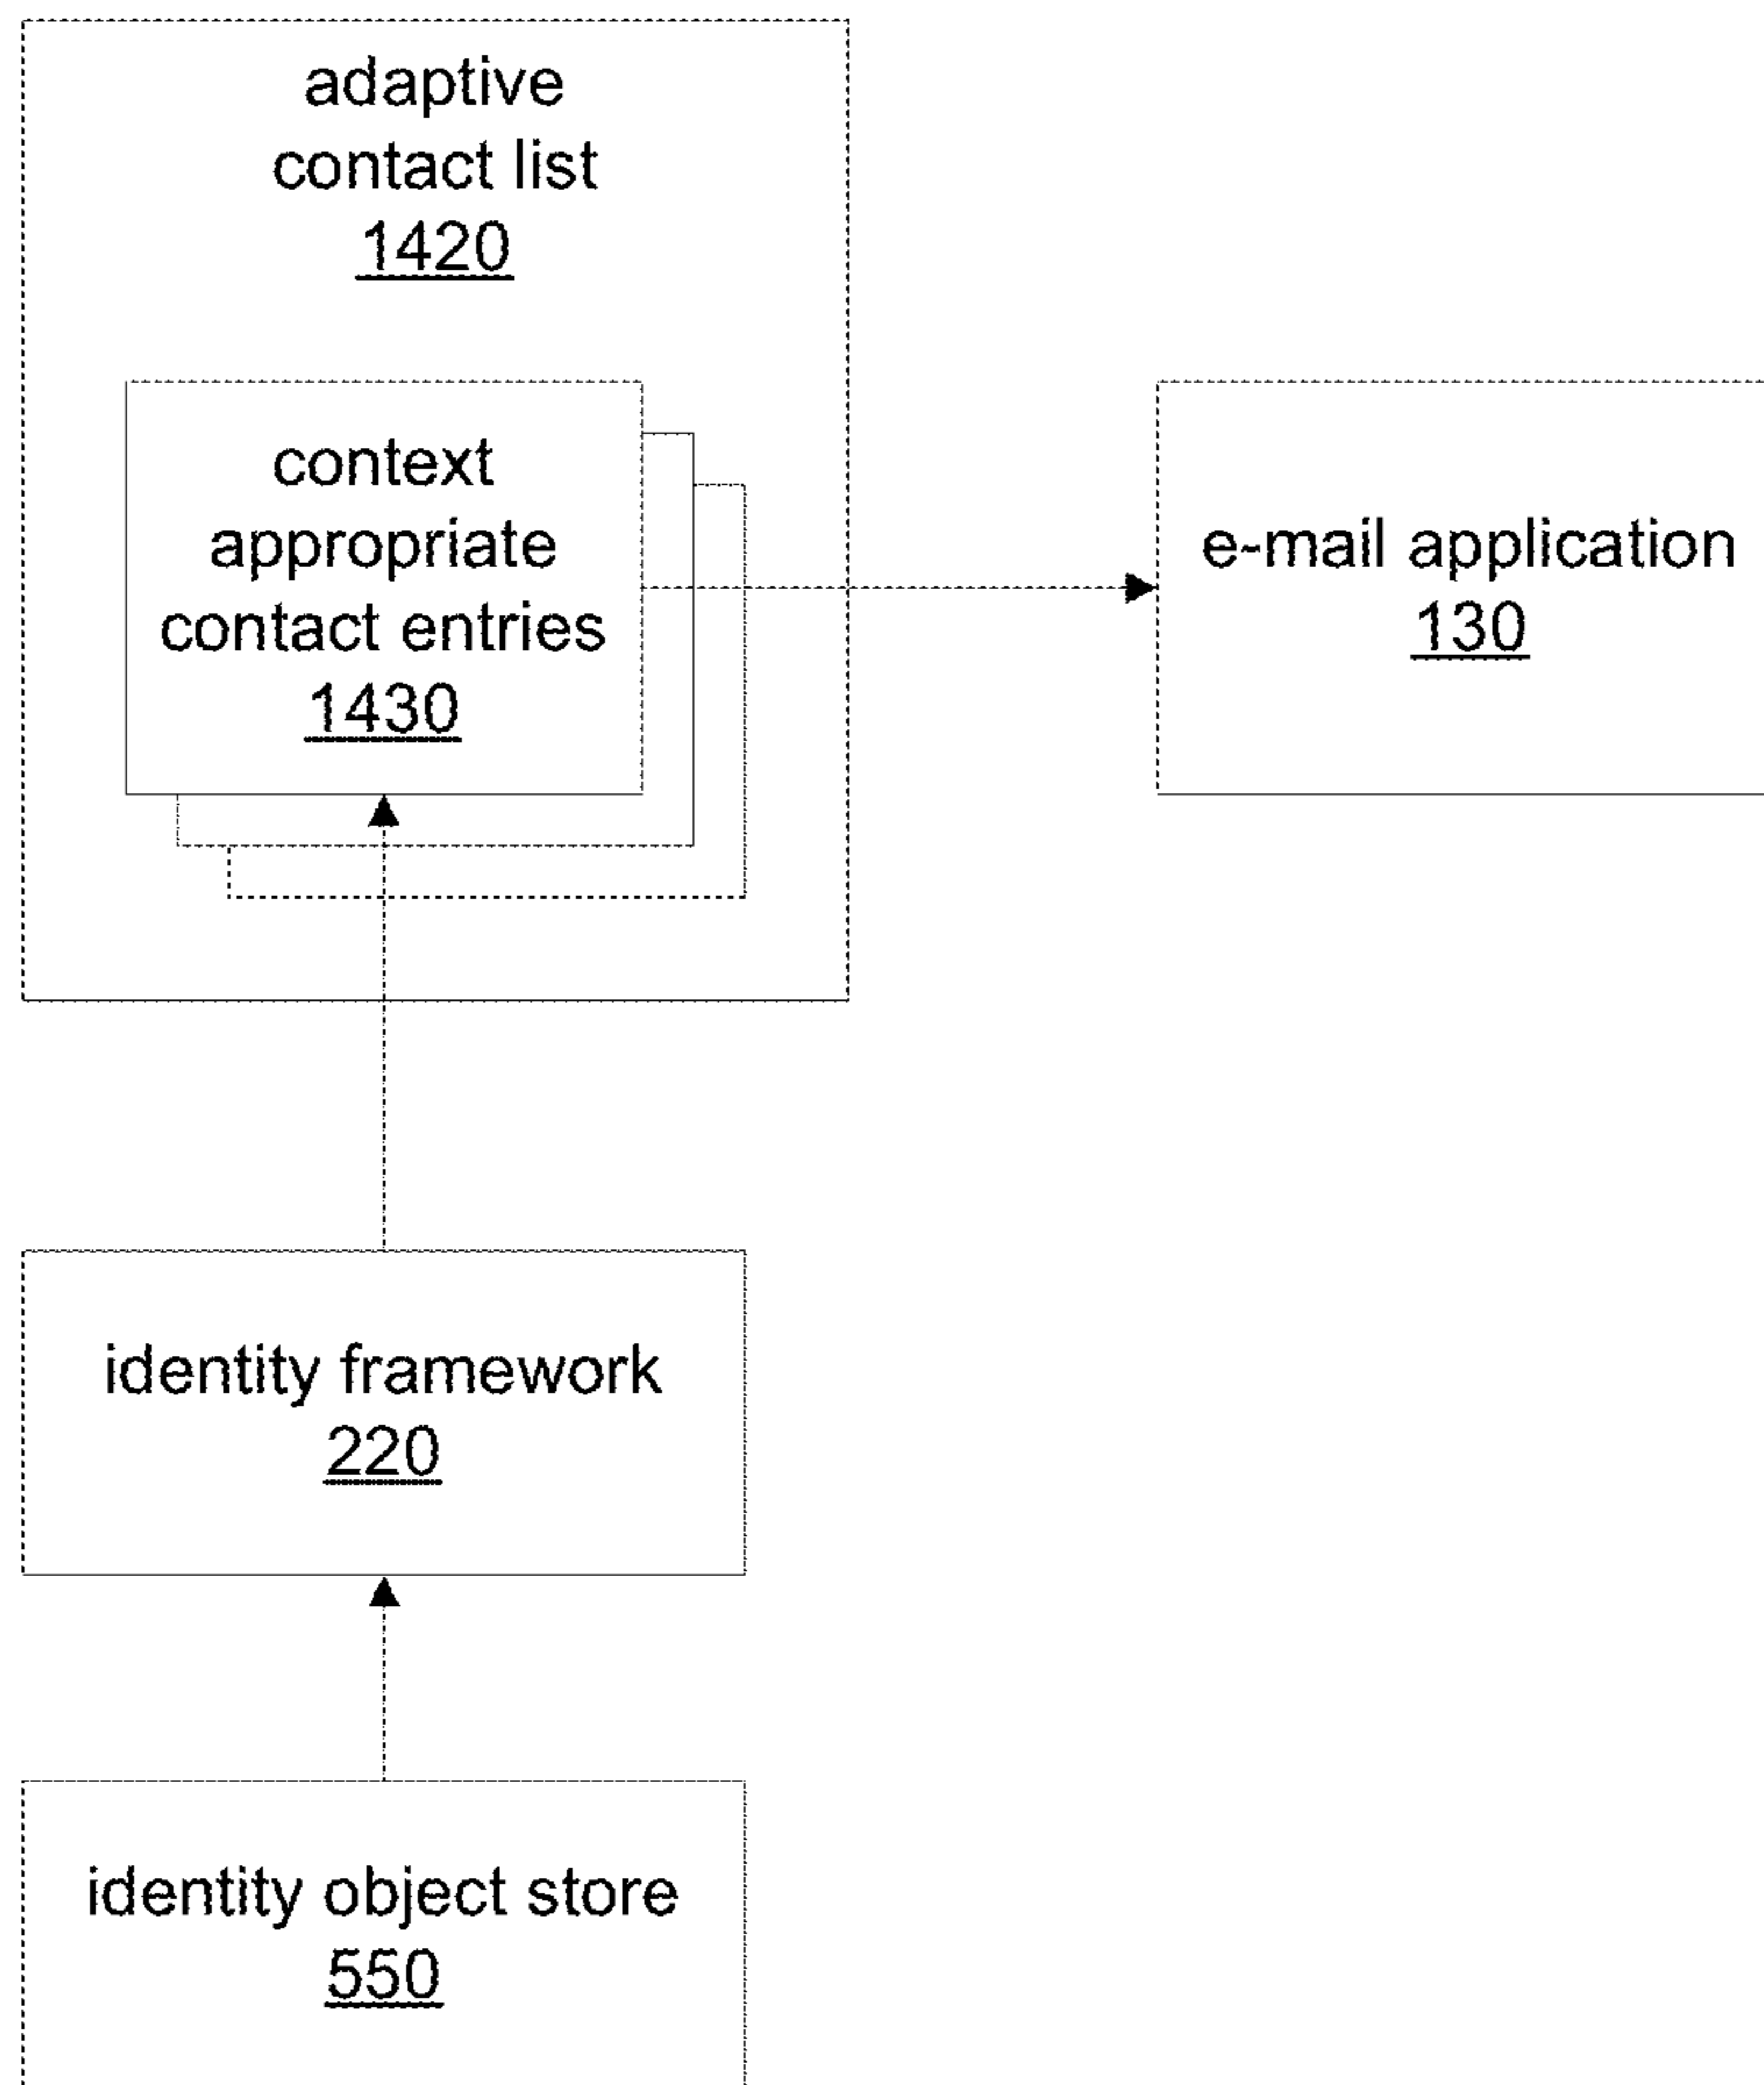 adaptive
contact list
1420
context
appropriate
contact entries
1430
e-mail application
130
identity framework
220
identity object store
550